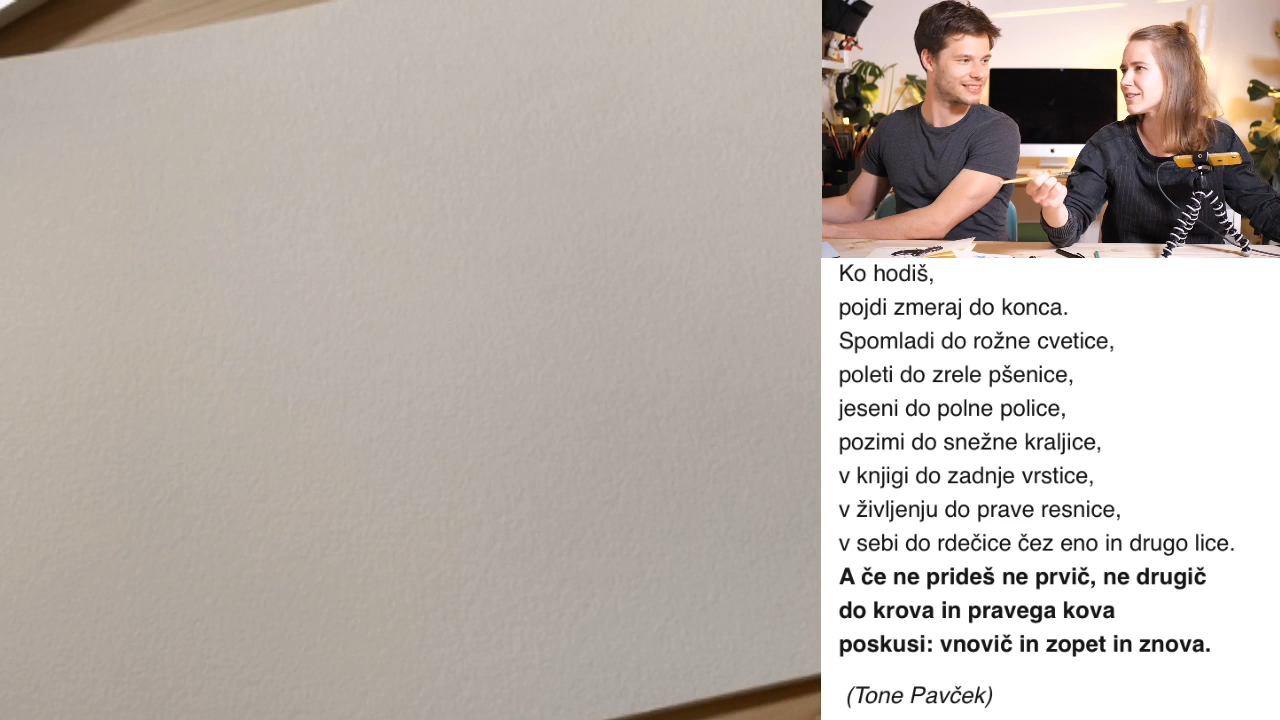 Ko hodiš,
pojdi zmeraj do konca.
Spomladi do rožne cvetice,
poleti do zrele pšenice,
jeseni do polne police,
pozimi do snežne kraljice,
v knjigi do zadnje vrstice,
v življenju do prave resnice,
v sebi do rdečice čez eno in drugo lice.
A če ne prideš ne prvič, ne drugič
do krova in pravega kova
poskusi: vnovič in zopet in znova.
(Tone Pavček)